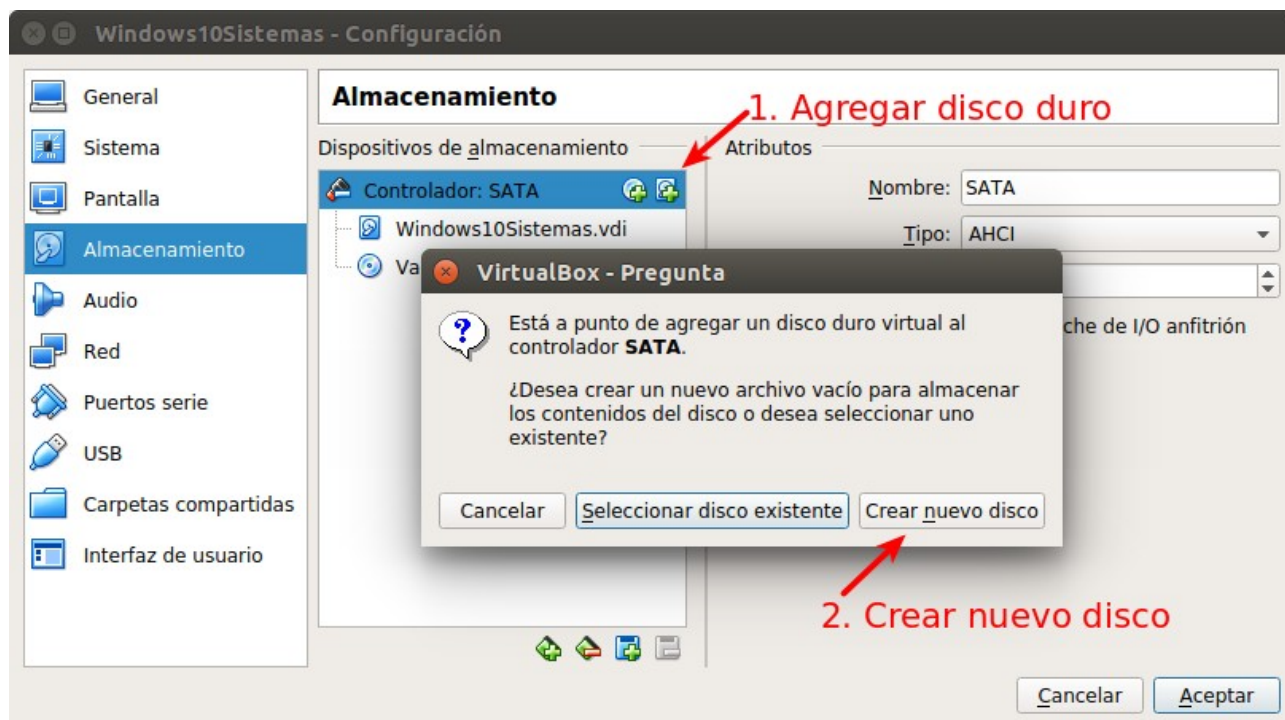 Windows10Sistemas - Configuración
General
Sistema
Pantalla
Almacenamiento
Audio
Red
Puertos serie
USB
Carpetas compartidas
Interfaz de usuario
Almacenamiento
1. Agregar disco duro
Dispositivos de almacenamiento
Controlador: SATA
Windows10Sistemas.vdi
Va
Atributos
Nombre: SATA
Tipo: AHCI
che de I/O anfitrión
VirtualBox - Pregunta
Está a punto de agregar un disco duro virtual al
controlador SATA.
¿Desea crear un nuevo archivo vacío para almacenar
los contenidos del disco o desea seleccionar uno
existente?
Cancelar
Seleccionar disco existente
Crear nuevo disco
2. Crear nuevo disco
Cancelar
Aceptar